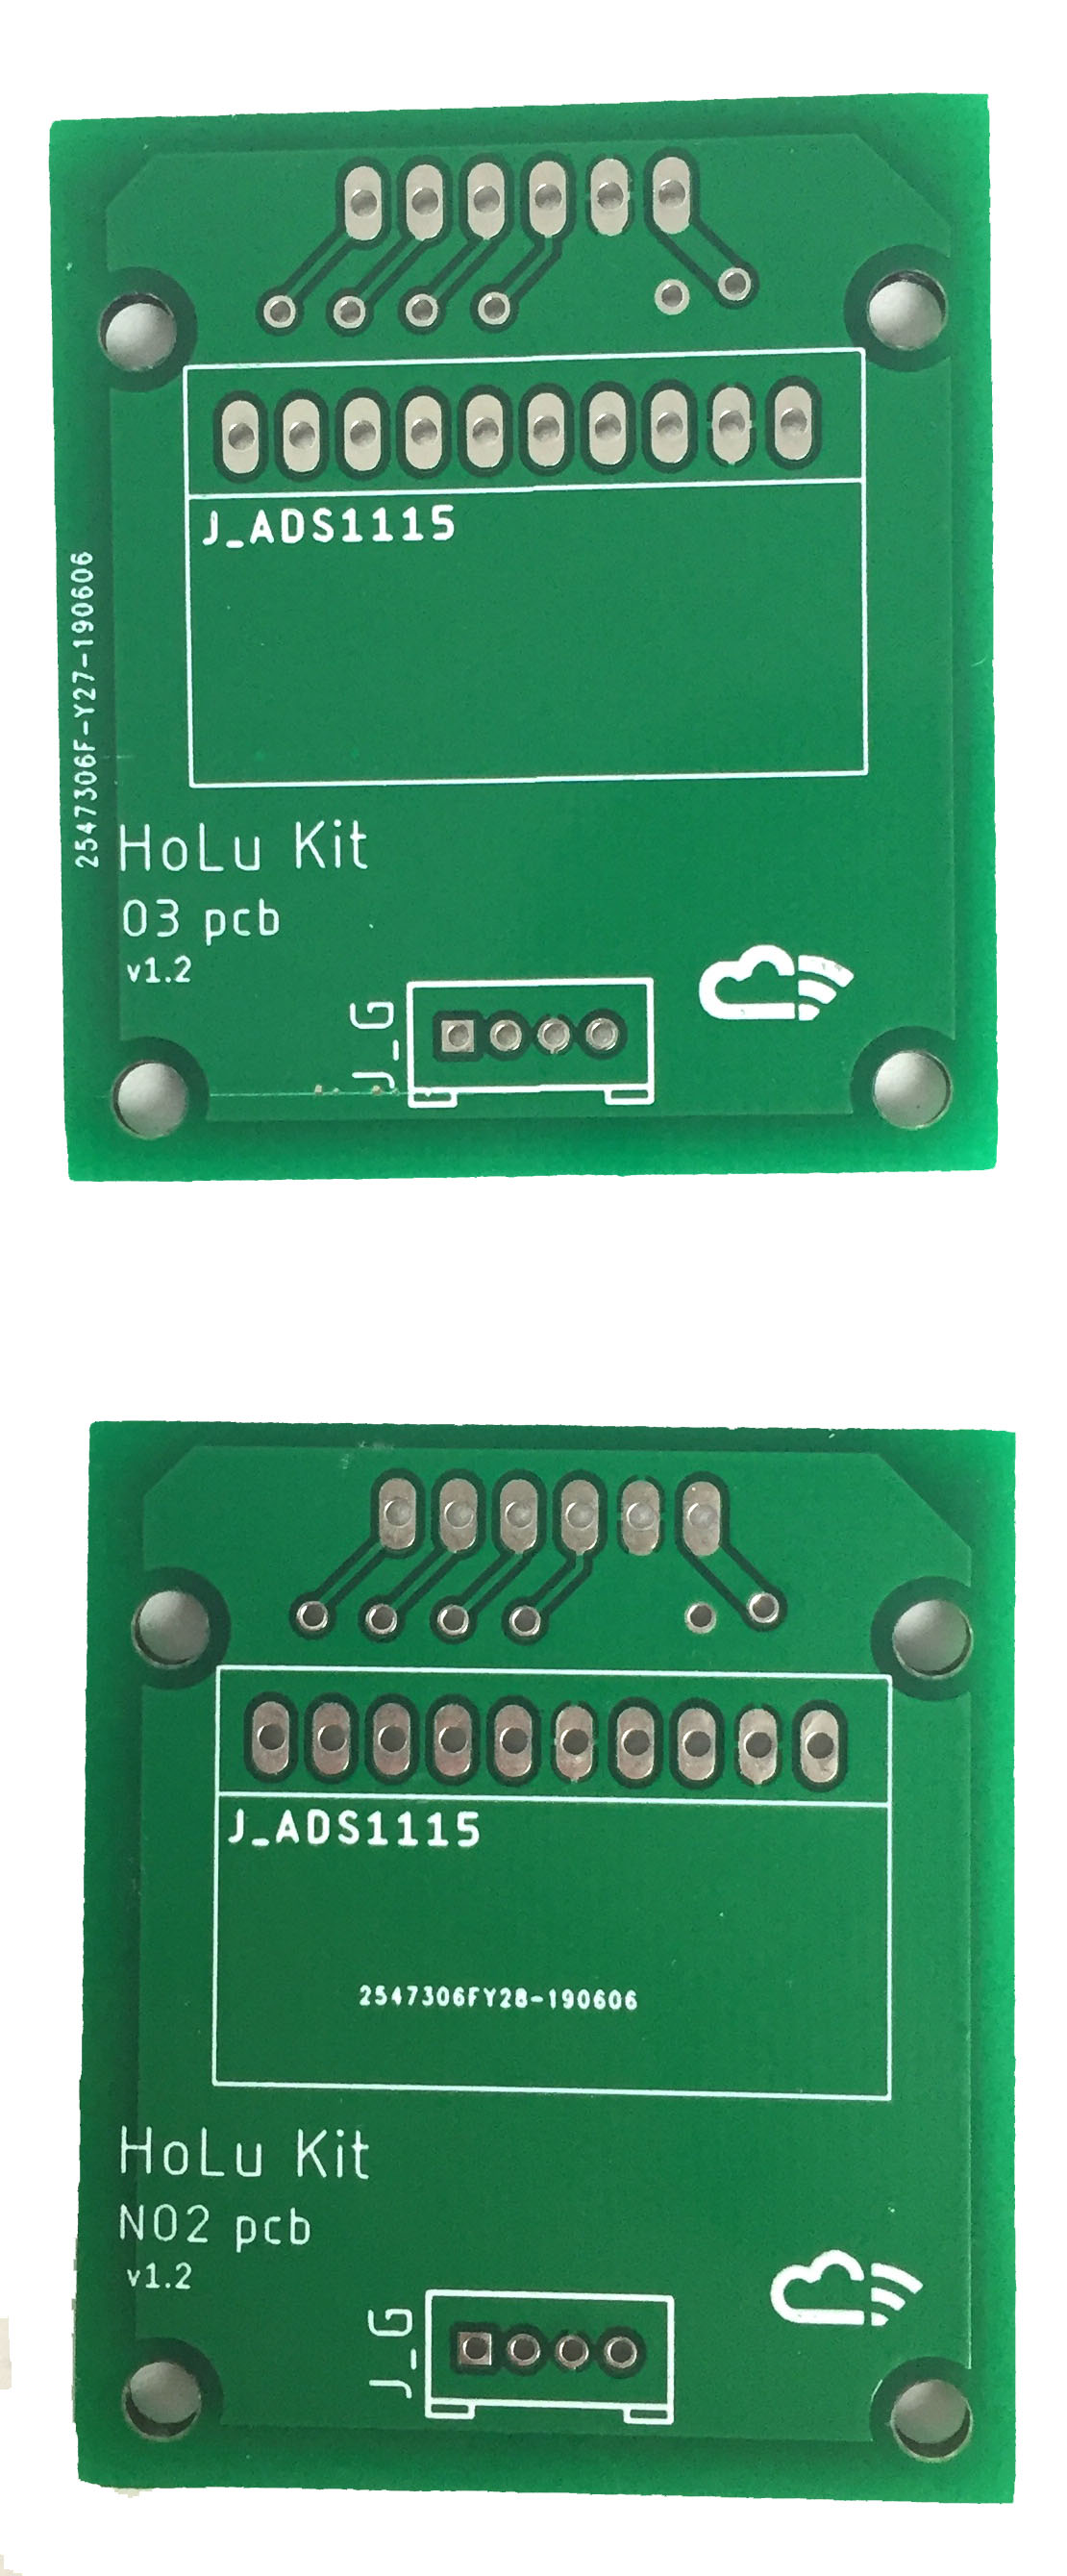 J_ADS1115
2547306F-Y27-190606
HoLu Kit
O3 pcb
v1.2
J_G
J_ADS1115
2547306FY28-190606
HoLu Kit
NO2 pcb
v1.2
J_G